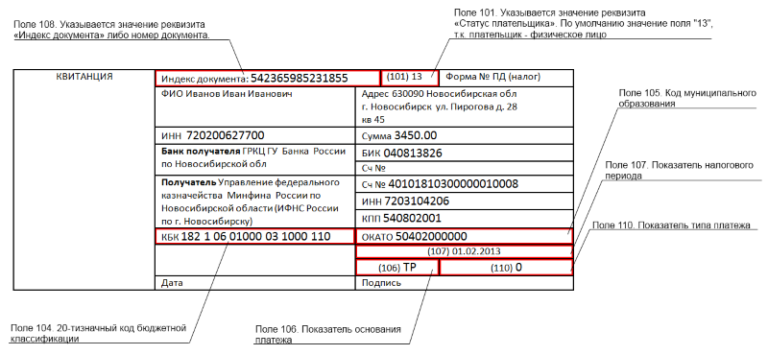 Поле 108. Указывается значение реквизита
«Индекс документа» либо номер документа.
Поле 101. Указывается значение реквизита
«Статус плательщика». По умолчанию значение поля "13",
т.к. плательщик - физическое лицо
КВИТАНЦИЯ
Индекс документа: 542365985231855
(101) 13
Форма № ПД (налог)
ФИО Иванов Иван Иванович
Адрес 630090 Новосибирская обл
г. Новосибирск ул. Пирогова д. 28
кв 45
Поле 105. Код муниципального
образования
ИНН 720200627700
Сумма 3450.00
Банк получателя ГРКЦ ГУ Банка России
по Новосибирской обл
БИК 040813826
Сч №
Поле 107. Показатель налогового
периода
Получатель Управление федерального
казначейства Минфина России по
Новосибирской области (ИФНС России
по г. Новосибирску)
Сч № 40101810300000010008
ИНН 7203104206
КПП 540802001
Поле 110. Показатель типа платежа
КБК 182 1 06 01000 03 1000 110
ОКАТО 50402000000
(107) 01.02.2013
(106) ТР
(110) 0
Дата
Подпись
Поле 104. 20-тизначный код бюджетной
классификации
Поле 106. Показатель основания
платежа